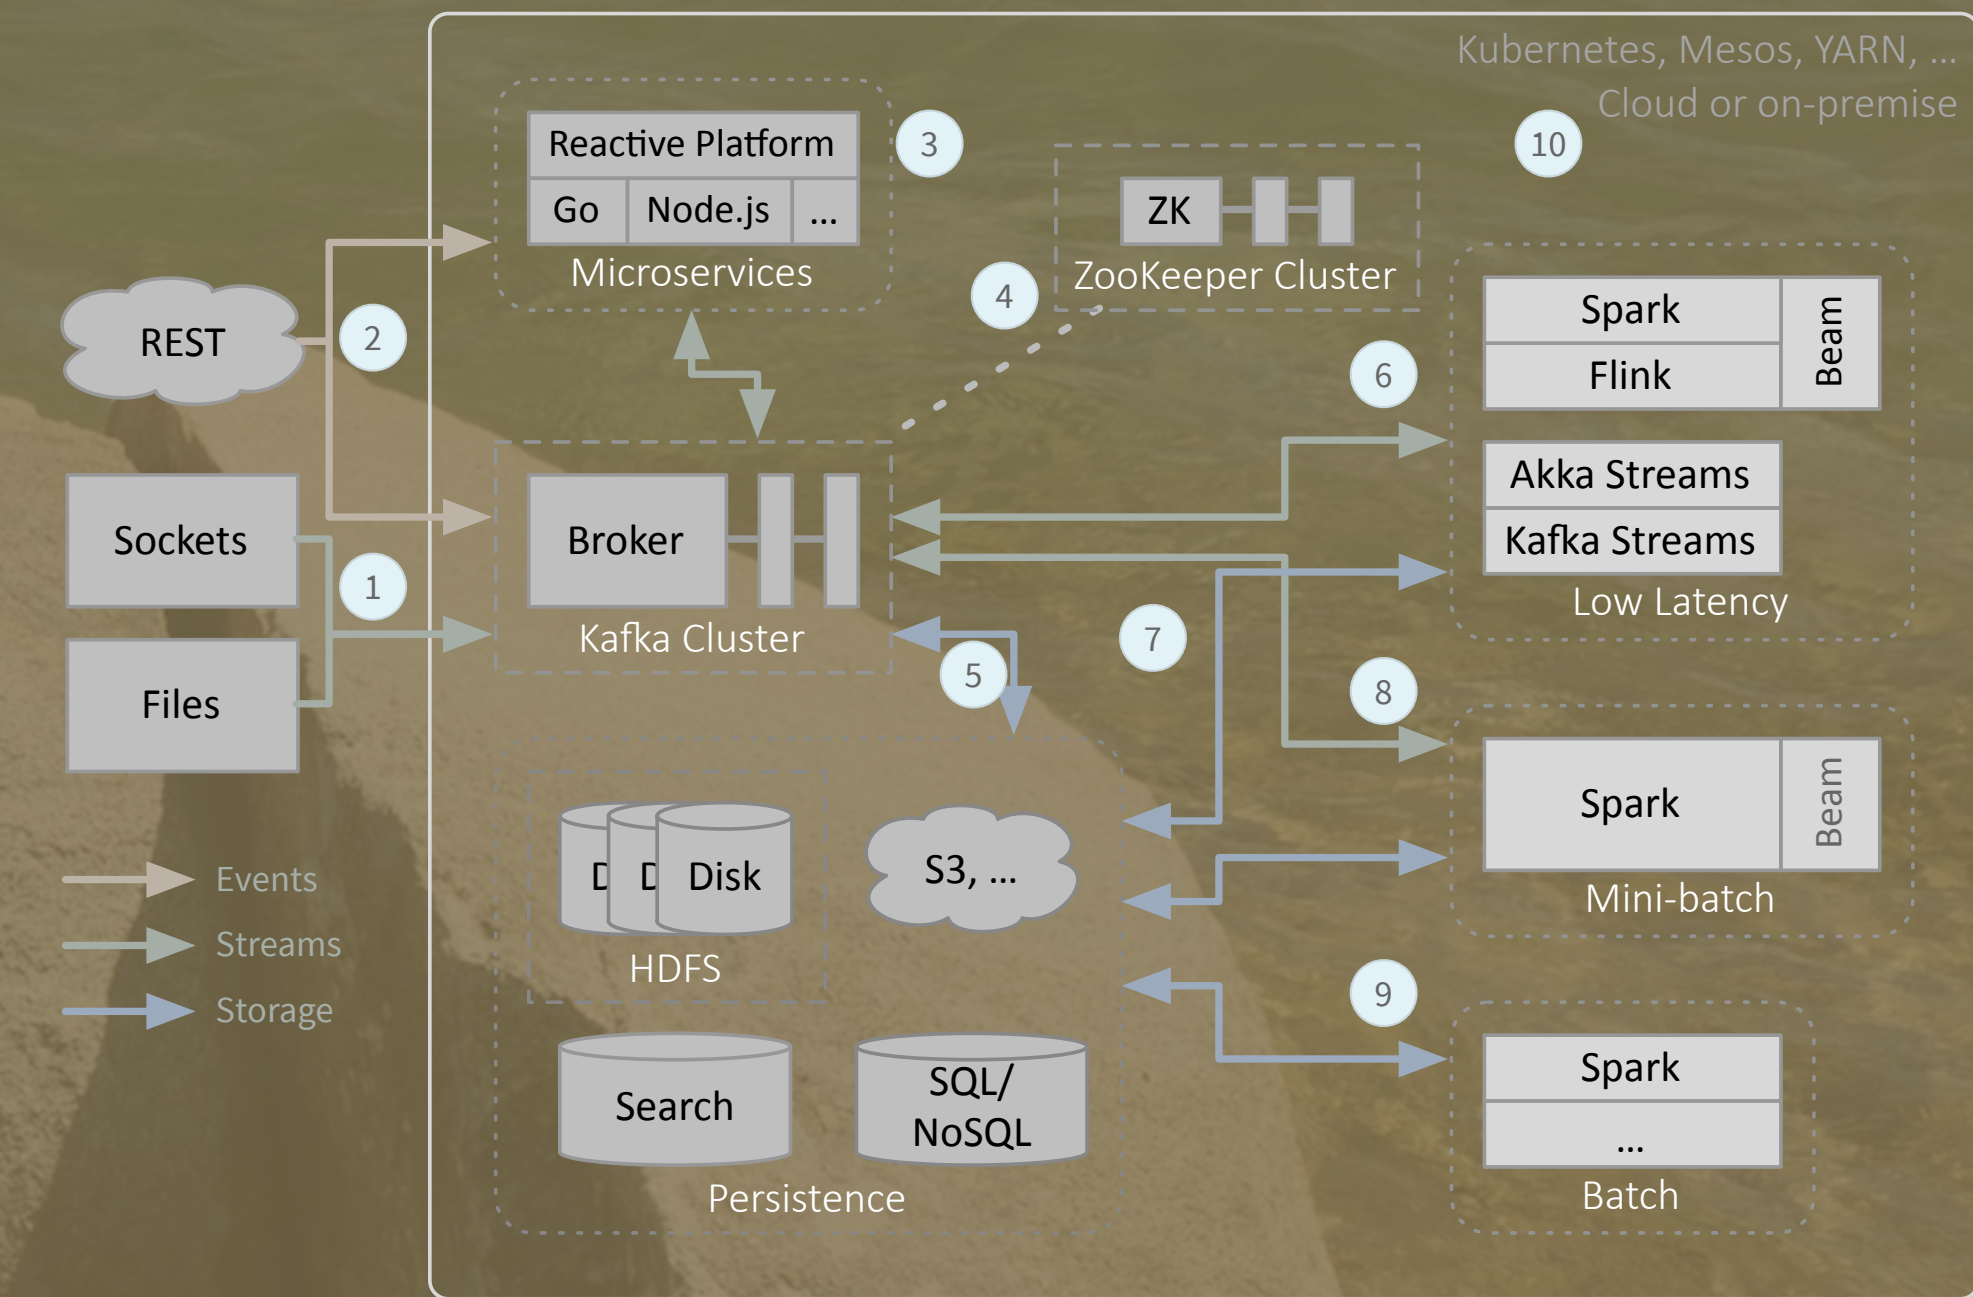 Kubernetes, Mesos, YARN, ...
Cloud or on-premise
Reactive Platform
Go
Node.js
...
Microservices
3
10
ZK
ZooKeeper Cluster
4
REST
2
Spark
Flink
Beam
6
Akka Streams
Kafka Streams
Low Latency
Sockets
1
Files
Broker
Kafka Cluster
5
7
8
Spark
Beam
Mini-batch
Events
Streams
Storage
D
D
Disk
HDFS
S3, ...
Search
SQL/
NoSQL
Persistence
9
Spark
...
Batch